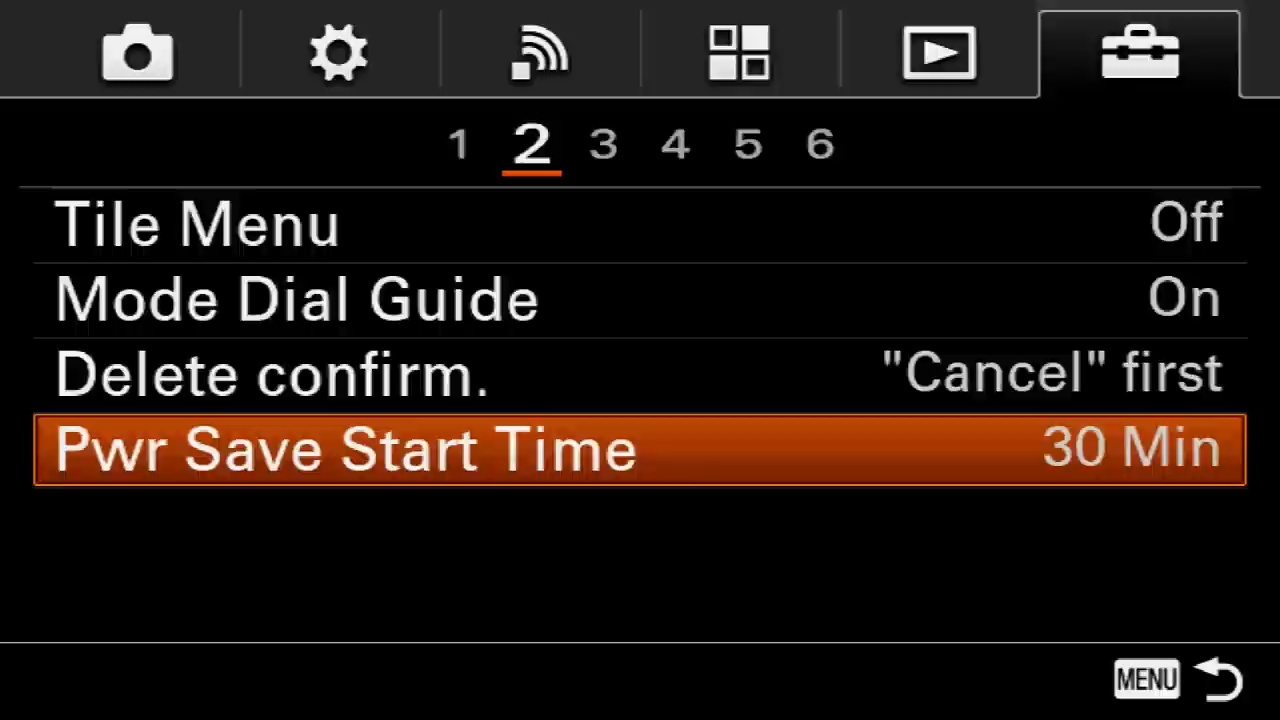 1 2 3 4 5 6
Tile Menu Off
Mode Dial Guide On
Delete confirm. "Cancel" first
Pwr Save Start Time 30 Min
MENU